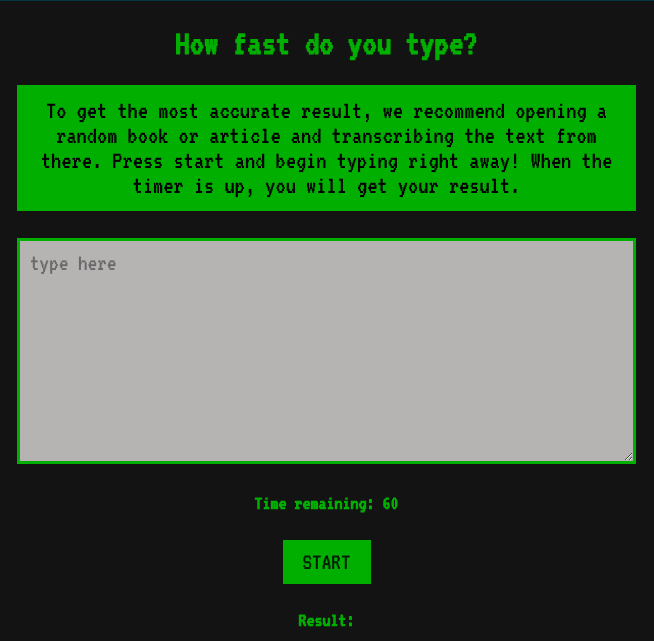 How fast do you type?
To get the most accurate result, we recommend opening a
random book or article and transcribing the text from
there. Press start and begin typing right away! When the
timer is up, you will get your result.
type here
Time remaining: 60
START
Result: